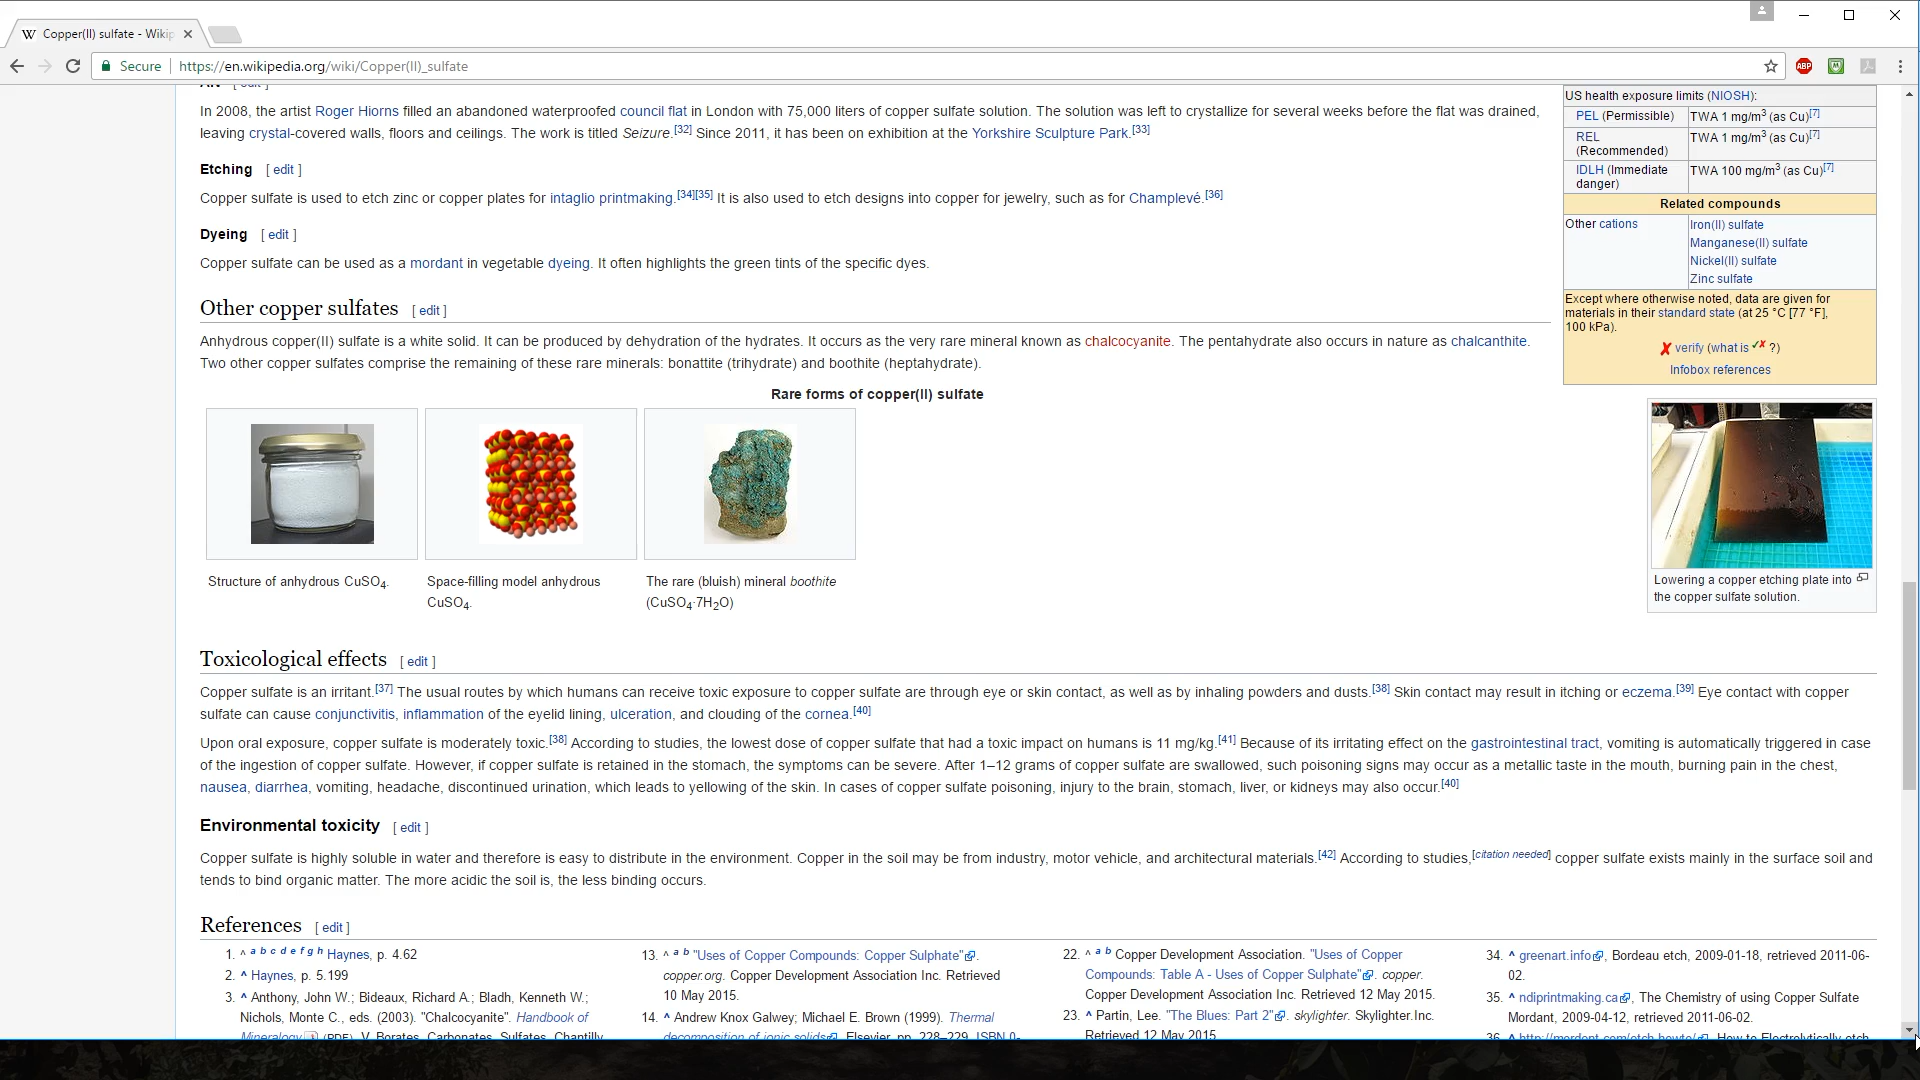 Copper(II) sulfate - Wikip
Secure
https://en.wikipedia.org/wiki/Copper(II)_sulfate
ABP
[ edit ]
In 2008, the artist Roger Hiorns filled an abandoned waterproofed council flat in London with 75,000 liters of copper sulfate solution. The solution was left to crystallize for several weeks before the flat was drained,
leaving crystal-covered walls, floors and ceilings. The work is titled Seizure.[32] Since 2011, it has been on exhibition at the Yorkshire Sculpture Park.[33]
Etching [ edit ]
Copper sulfate is used to etch zinc or copper plates for intaglio printmaking.[34][35] It is also used to etch designs into copper for jewelry, such as for Champlevé.[36]
Dyeing [ edit ]
Copper sulfate can be used as a mordant in vegetable dyeing. It often highlights the green tints of the specific dyes.
Other copper sulfates [ edit ]
Anhydrous copper(II) sulfate is a white solid. It can be produced by dehydration of the hydrates. It occurs as the very rare mineral known as chalcocyanite. The pentahydrate also occurs in nature as chalcanthite.
Two other copper sulfates comprise the remaining of these rare minerals: bonattite (trihydrate) and boothite (heptahydrate).
Rare forms of copper(II) sulfate
Structure of anhydrous CuSO4.
Space-filling model anhydrous
CuSO4.
The rare (bluish) mineral boothite
(CuSO4·7H2O)
US health exposure limits (NIOSH):
PEL (Permissible) TWA 1 mg/m3 (as Cu)[7]
REL
(Recommended) TWA 1 mg/m3 (as Cu)[7]
IDLH (Immediate
danger) TWA 100 mg/m3 (as Cu)[7]
Related compounds
Other cations
Iron(II) sulfate
Manganese(II) sulfate
Nickel(II) sulfate
Zinc sulfate
Except where otherwise noted, data are given for
materials in their standard state (at 25 °C [77 °F],
100 kPa).
✗ verify (what is ✓✗ ?)
Infobox references
Lowering a copper etching plate into
the copper sulfate solution.
Toxicological effects [ edit ]
Copper sulfate is an irritant.[37] The usual routes by which humans can receive toxic exposure to copper sulfate are through eye or skin contact, as well as by inhaling powders and dusts.[38] Skin contact may result in itching or eczema.[39] Eye contact with copper
sulfate can cause conjunctivitis, inflammation of the eyelid lining, ulceration, and clouding of the cornea.[40]
Upon oral exposure, copper sulfate is moderately toxic.[38] According to studies, the lowest dose of copper sulfate that had a toxic impact on humans is 11 mg/kg.[41] Because of its irritating effect on the gastrointestinal tract, vomiting is automatically triggered in case
of the ingestion of copper sulfate. However, if copper sulfate is retained in the stomach, the symptoms can be severe. After 1–12 grams of copper sulfate are swallowed, such poisoning signs may occur as a metallic taste in the mouth, burning pain in the chest,
nausea, diarrhea, vomiting, headache, discontinued urination, which leads to yellowing of the skin. In cases of copper sulfate poisoning, injury to the brain, stomach, liver, or kidneys may also occur.[40]
Environmental toxicity [ edit ]
Copper sulfate is highly soluble in water and therefore is easy to distribute in the environment. Copper in the soil may be from industry, motor vehicle, and architectural materials.[42] According to studies,[citation needed] copper sulfate exists mainly in the surface soil and
tends to bind organic matter. The more acidic the soil is, the less binding occurs.
References [ edit ]
1. ^ a b c d e f g h Haynes, p. 4.62
2. ^ Haynes, p. 5.199
3. ^ Anthony, John W.; Bideaux, Richard A.; Bladh, Kenneth W.;
Nichols, Monte C., eds. (2003). "Chalcocyanite". Handbook of
Mineralogy (PDF). V. Borates, Carbonates, Sulfates. Chantilly
13. ^ a b "Uses of Copper Compounds: Copper Sulphate".
copper.org. Copper Development Association Inc. Retrieved
10 May 2015.
14. ^ Andrew Knox Galwey; Michael E. Brown (1999). Thermal
decomposition of ionic solids. Elsevier. pp. 228–229. ISBN 0-
22. ^ a b Copper Development Association. "Uses of Copper
Compounds: Table A - Uses of Copper Sulphate". copper.
Copper Development Association Inc. Retrieved 12 May 2015.
23. ^ Partin, Lee. "The Blues: Part 2". skylighter. Skylighter.Inc.
Retrieved 12 May 2015
34. ^ greenart.info, Bordeau etch, 2009-01-18, retrieved 2011-06-
02.
35. ^ ndiprintmaking.ca, The Chemistry of using Copper Sulfate
Mordant, 2009-04-12, retrieved 2011-06-02.
36. ^ http://mordent.com/etch-howto/, How to Electrolytically etch